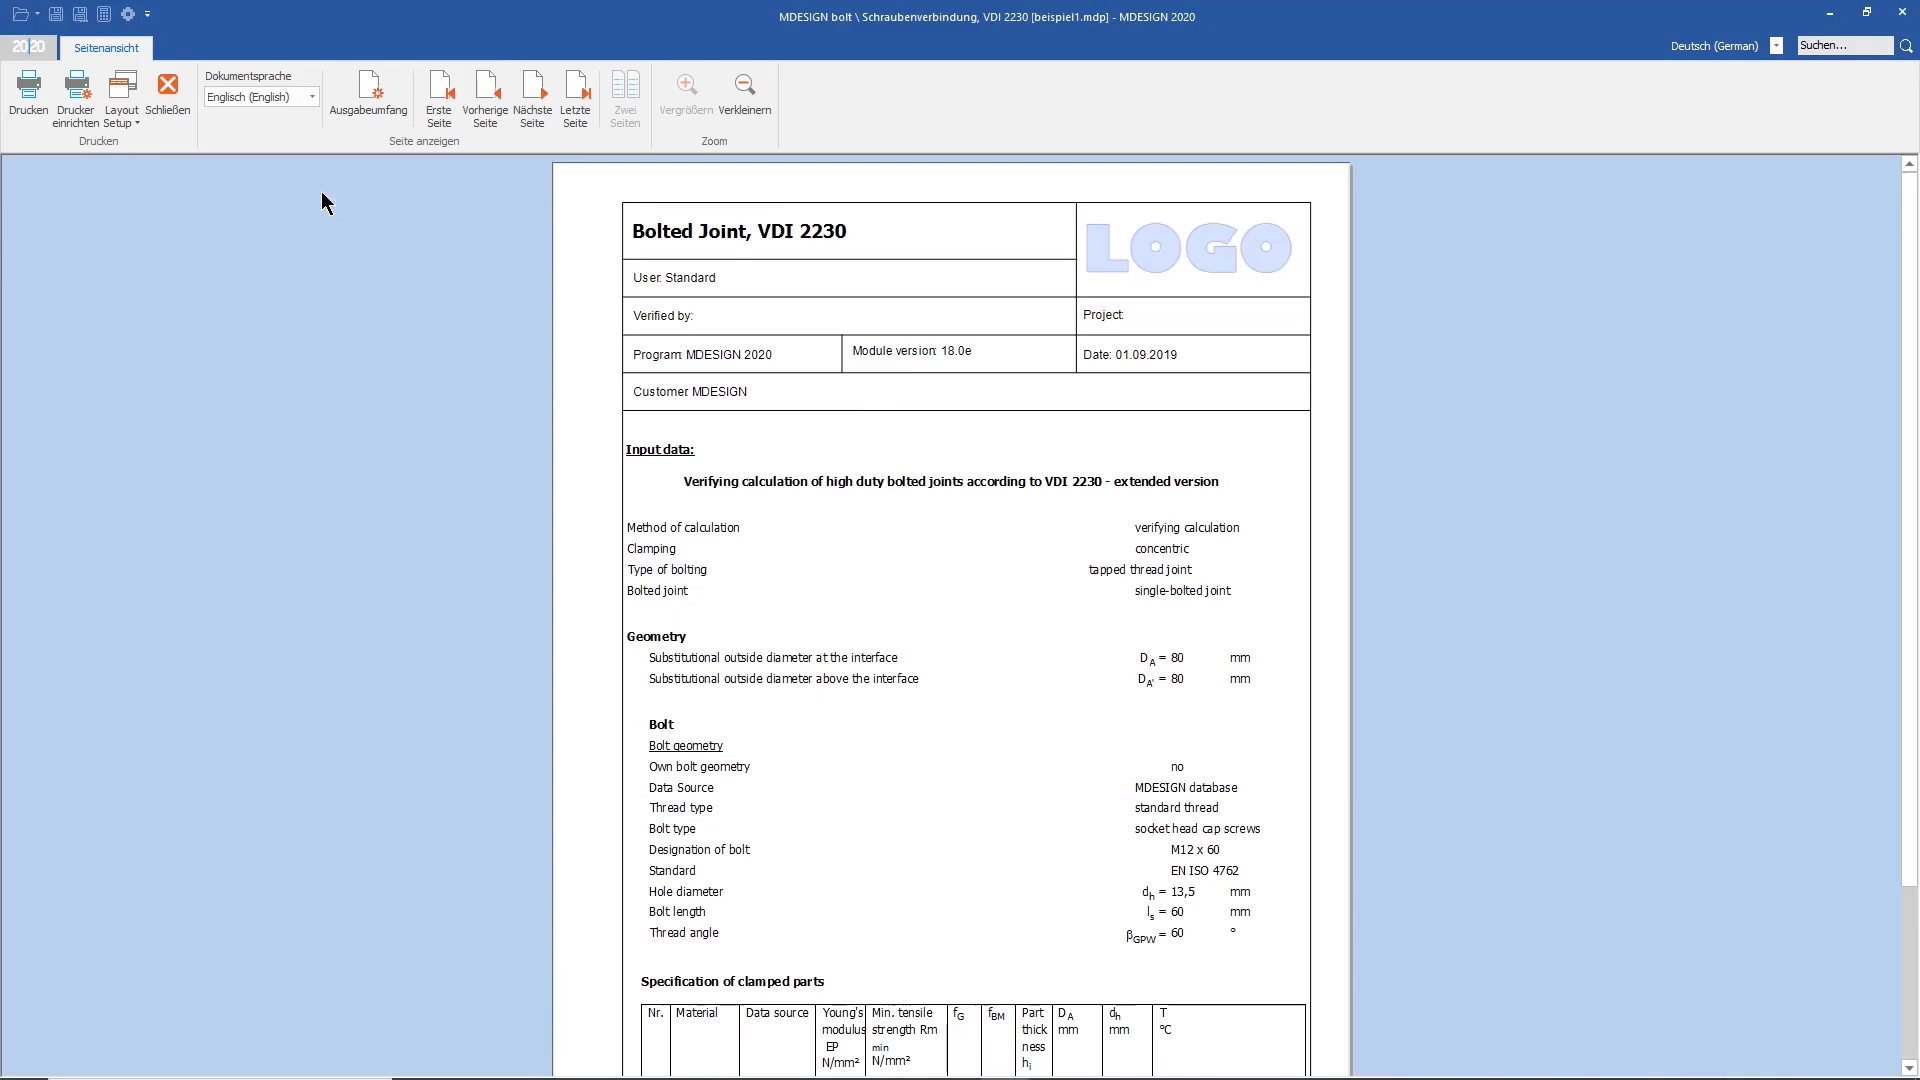 MDESIGN bolt \ Schraubenverbindung, VDI 2230 [beispiel1.mdp] - MDESIGN 2020
2020
Seitenansicht
Deutsch (German)
Suchen...
Drucken
Drucker einrichten
Layout Setup
Schließen
Drucken
Dokumentsprache
Englisch (English)
Ausgabeumfang
Erste Seite
Vorherige Seite
Nächste Seite
Letzte Seite
Zwei Seiten
Seite anzeigen
Vergrößern
Verkleinern
Zoom
Bolted Joint, VDI 2230
LOGO
User: Standard
Verified by:
Project:
Program: MDESIGN 2020
Module version: 18.0e
Date: 01.09.2019
Customer: MDESIGN
Input data:
Verifying calculation of high duty bolted joints according to VDI 2230 - extended version
Method of calculation verifying calculation
Clamping concentric
Type of bolting tapped thread joint
Bolted joint single-bolted joint
Geometry
Substitutional outside diameter at the interface D A = 80 mm
Substitutional outside diameter above the interface D A' = 80 mm
Bolt
Bolt geometry
Own bolt geometry no
Data Source MDESIGN database
Thread type standard thread
Bolt type socket head cap screws
Designation of bolt M12 x 60
Standard EN ISO 4762
Hole diameter dh = 13,5 mm
Bolt length ls = 60 mm
Thread angle βGPW = 60 °
Specification of clamped parts
Nr.
Material
Data source
Young's modulus EP N/mm²
Min. tensile strength Rm min N/mm²
fG
fBM
Part thick ness hi
DA mm
dh mm
T °C